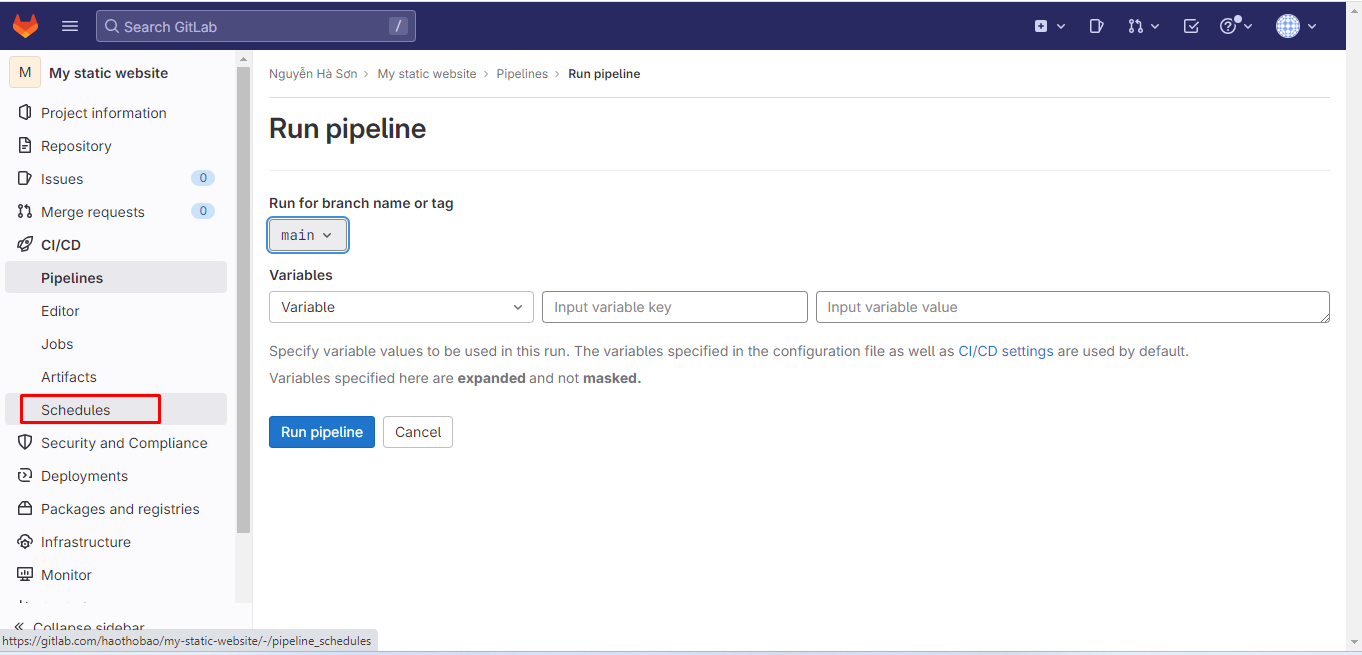 Search GitLab /
M My static website
Project information
Repository
Issues 0
Merge requests 0
CI/CD
Pipelines
Editor
Jobs
Artifacts
Schedules
Security and Compliance
Deployments
Packages and registries
Infrastructure
Monitor
Collapse sidebar
https://gitlab.com/haothobao/my-static-website/-/pipeline_schedules
Nguyễn Hà Sơn › My static website › Pipelines › Run pipeline
Run pipeline
Run for branch name or tag
main
Variables
Variable Input variable key Input variable value
Specify variable values to be used in this run. The variables specified in the configuration file as well as CI/CD settings are used by default.
Variables specified here are expanded and not masked.
Run pipeline Cancel